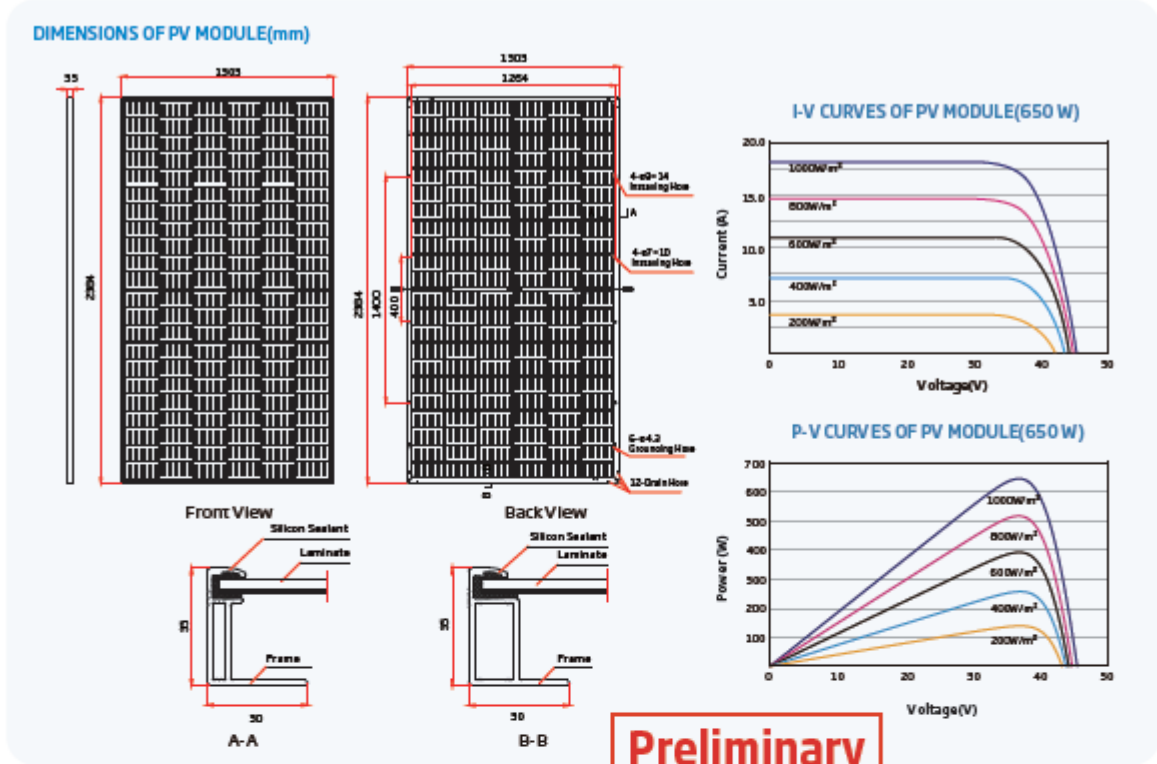 DIMENSIONS OF PV MODULE(mm)
35
1303
2384
Front View
1303
1264
2384
1400
400
4-ø9×14
Installing Hole
A
4-ø7×10
Installing Hole
6-ø4.3
Grounding Hole
12-Drain Hole
B
Back View
Silicon Sealant
Laminate
35
Frame
30
A-A
Silicon Sealant
Laminate
35
Frame
30
B-B
I-V CURVES OF PV MODULE(650 W)
Current (A)
20.0
15.0
10.0
5.0
1000W/m²
800W/m²
600W/m²
400W/m²
200W/m²
0 10 20 30 40 50
Voltage(V)
P-V CURVES OF PV MODULE(650 W)
Power (W)
700
600
500
400
300
200
100
1000W/m²
800W/m²
600W/m²
400W/m²
200W/m²
0 10 20 30 40 50
Voltage(V)
Preliminary